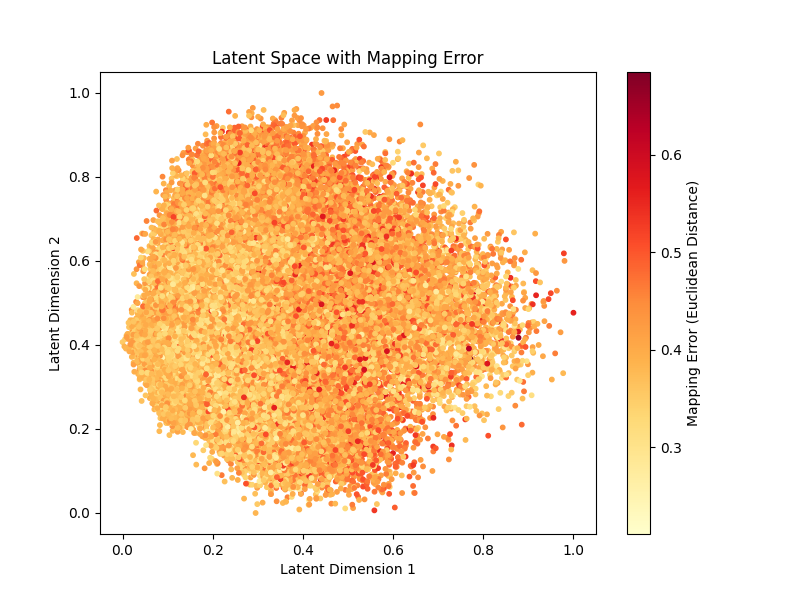 Latent Space with Mapping Error
1.0
0.8
0.6
0.4
0.2
0.0
Latent Dimension 2
0.0 0.2 0.4 0.6 0.8 1.0
Latent Dimension 1
0.6
0.5
0.4
0.3
Mapping Error (Euclidean Distance)